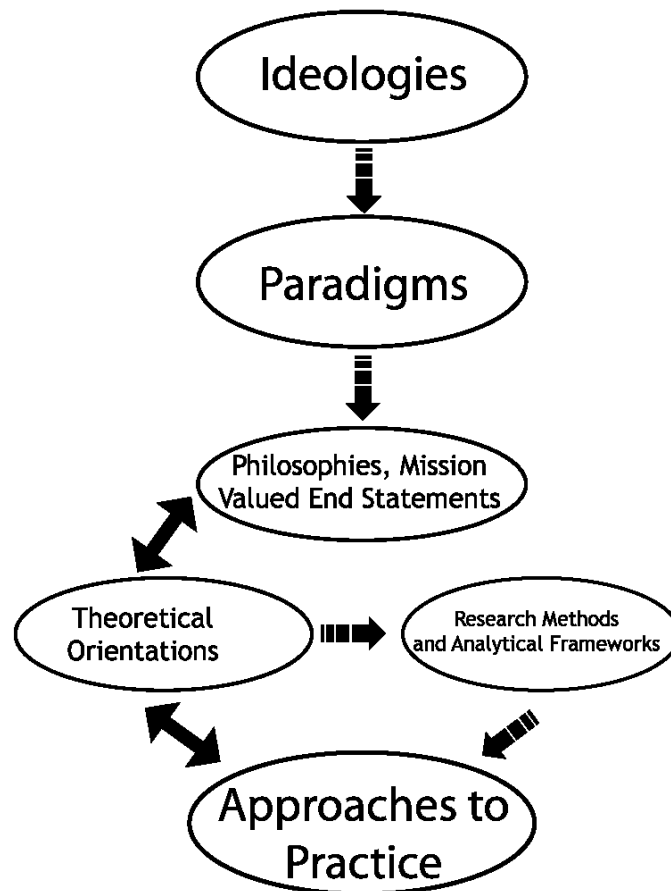 Ideologies
Paradigms
Philosophies, Mission
Valued End Statements
Theoretical
Orientations
Research Methods
and Analytical Frameworks
Approaches to
Practice